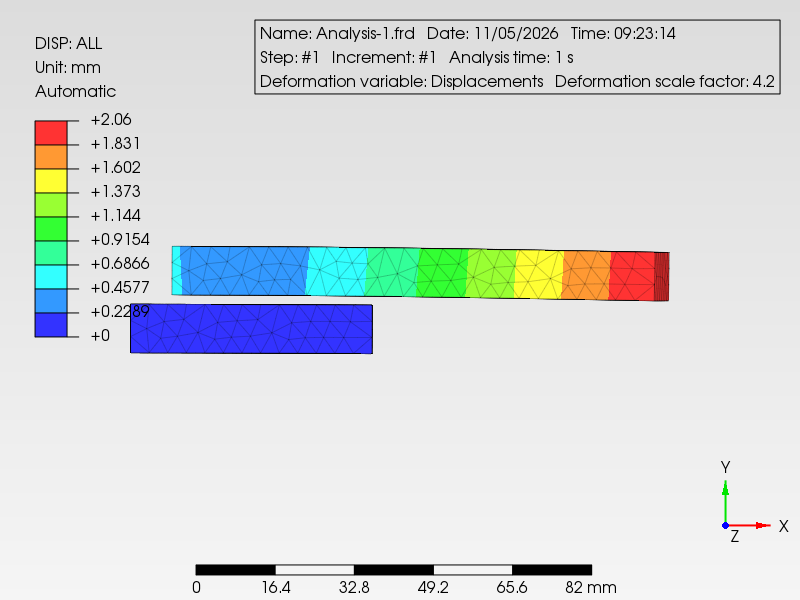 Name: Analysis-1.frd   Date: 11/05/2026   Time: 09:23:14
Step: #1   Increment: #1   Analysis time: 1 s
Deformation variable: Displacements   Deformation scale factor: 4.2
DISP: ALL
Unit: mm
Automatic
+2.06
+1.831
+1.602
+1.373
+1.144
+0.9154
+0.6866
+0.4577
+0.2289
+0
Y
X
Z
0 16.4 32.8 49.2 65.6 82 mm